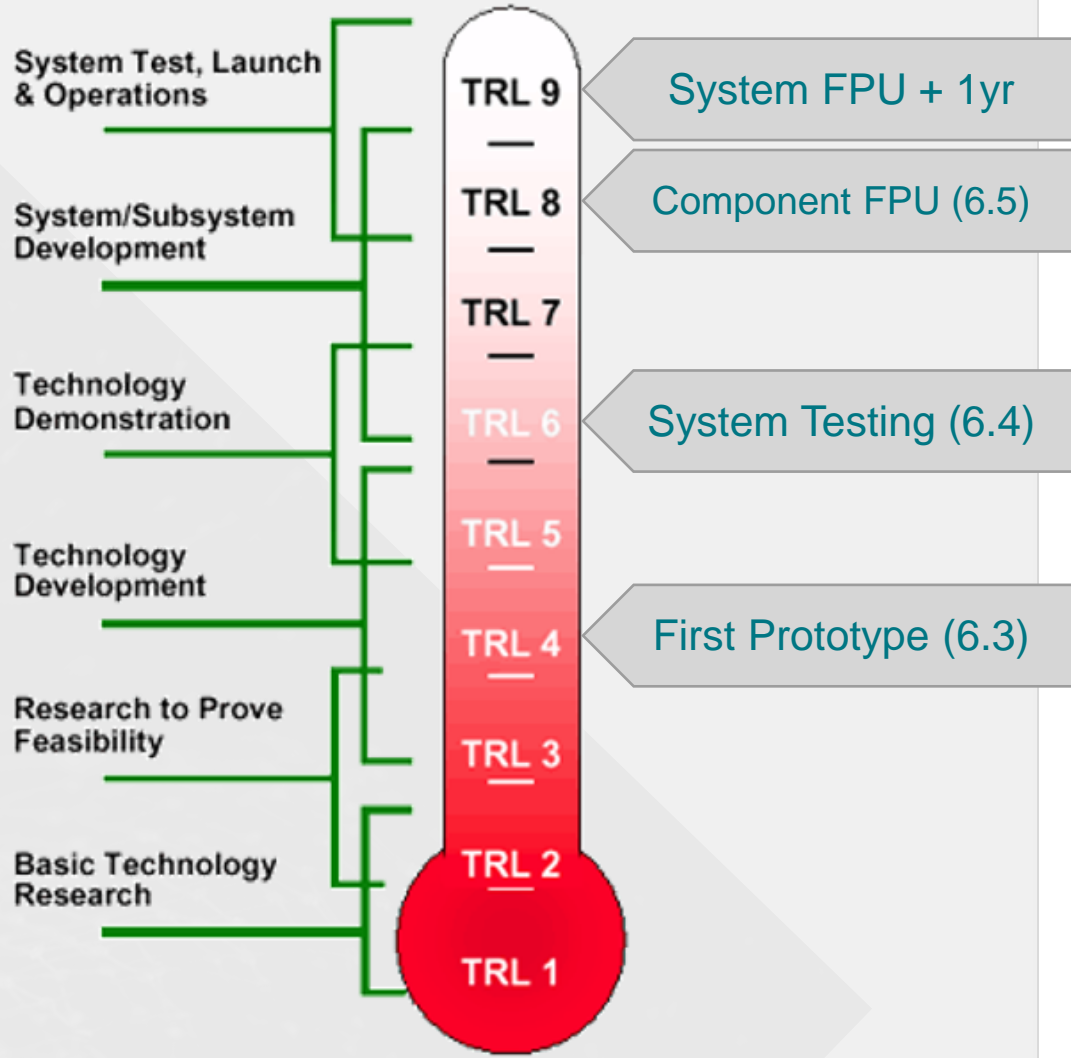 System Test, Launch
& Operations
System/Subsystem
Development
Technology
Demonstration
Technology
Development
Research to Prove
Feasibility
Basic Technology
Research
TRL 9
TRL 8
TRL 7
TRL 6
TRL 5
TRL 4
TRL 3
TRL 2
TRL 1
System FPU + 1yr
Component FPU (6.5)
System Testing (6.4)
First Prototype (6.3)